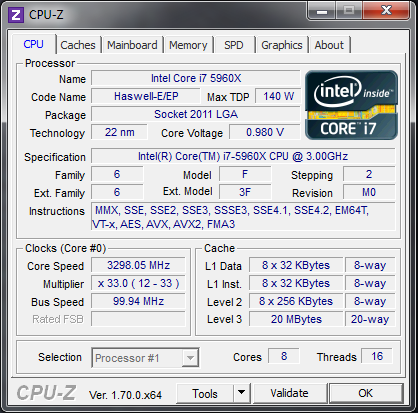 Z CPU-Z
CPU Caches Mainboard Memory SPD Graphics About
Processor
Name Intel Core i7 5960X
Code Name Haswell-E/EP Max TDP 140 W
Package Socket 2011 LGA
Technology 22 nm Core Voltage 0.980 V
intel inside™
CORE™ i7
Specification Intel(R) Core(TM) i7-5960X CPU @ 3.00GHz
Family 6 Model F Stepping 2
Ext. Family 6 Ext. Model 3F Revision M0
Instructions MMX, SSE, SSE2, SSE3, SSSE3, SSE4.1, SSE4.2, EM64T,
VT-x, AES, AVX, AVX2, FMA3
Clocks (Core #0)
Core Speed 3298.05 MHz
Multiplier x 33.0 ( 12 - 33 )
Bus Speed 99.94 MHz
Rated FSB
Cache
L1 Data 8 x 32 KBytes 8-way
L1 Inst. 8 x 32 KBytes 8-way
Level 2 8 x 256 KBytes 8-way
Level 3 20 MBytes 20-way
Selection Processor #1 Cores 8 Threads 16
CPU-Z Ver. 1.70.0.x64 Tools Validate OK